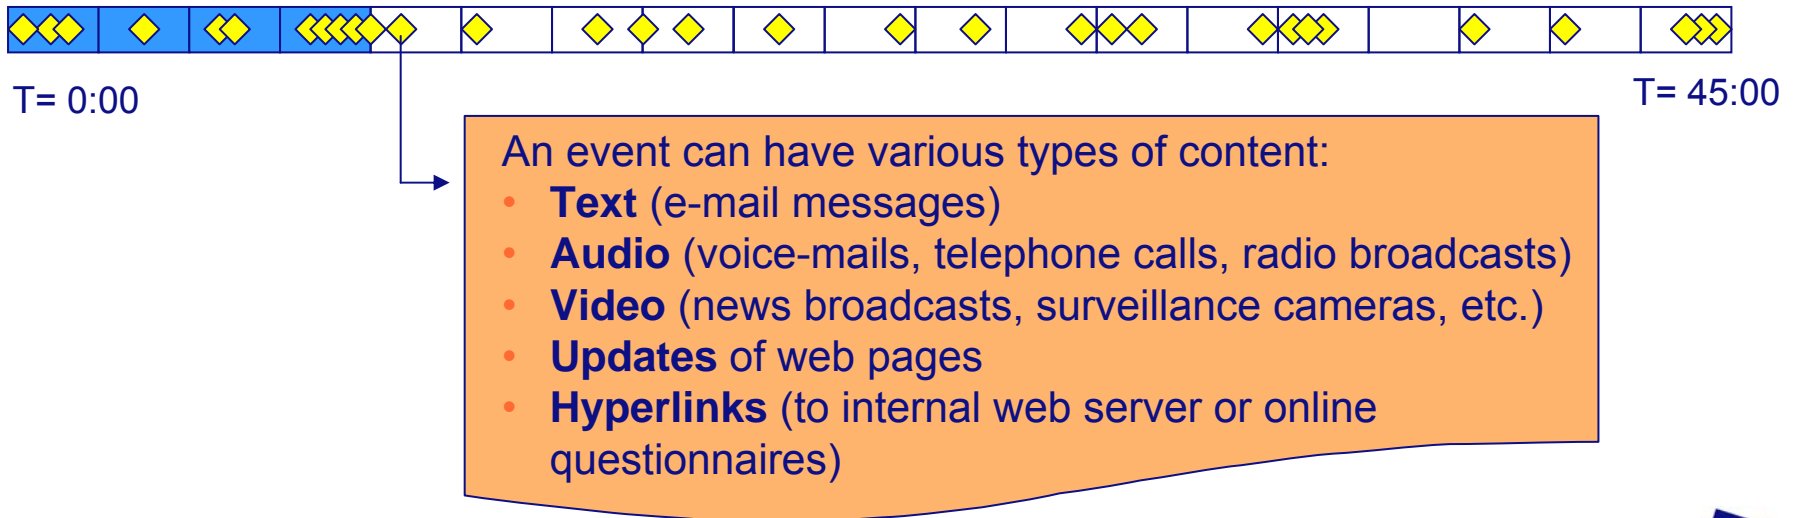 T= 0:00
T= 45:00
An event can have various types of content:
• Text (e-mail messages)
• Audio (voice-mails, telephone calls, radio broadcasts)
• Video (news broadcasts, surveillance cameras, etc.)
• Updates of web pages
• Hyperlinks (to internal web server or online
questionnaires)